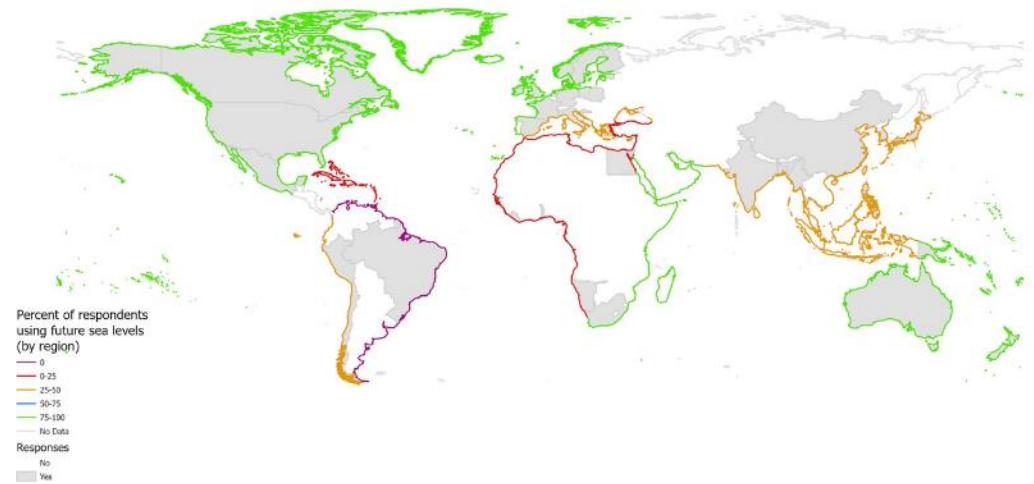 Percent of respondents
using future sea levels
(by region)
0
0-25
25-50
50-75
75-100
No Data
Responses
No
Yes